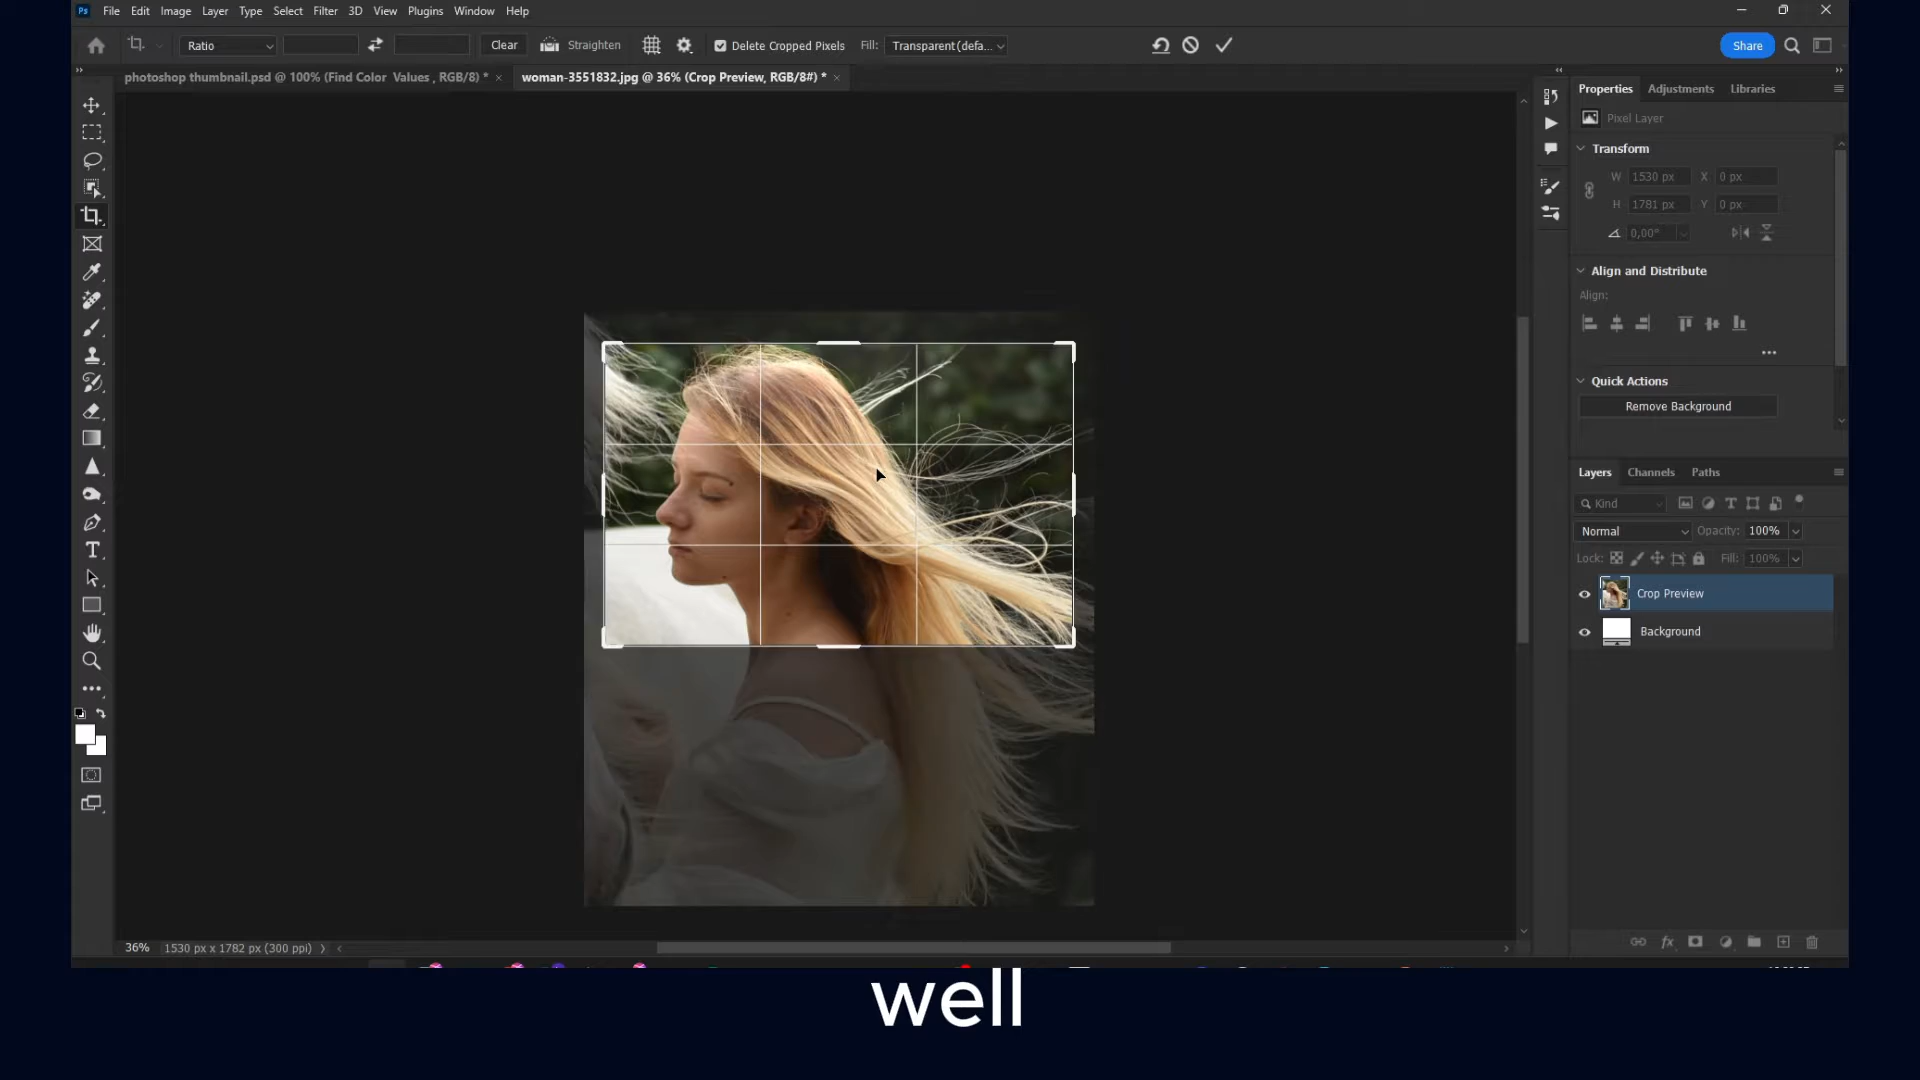 Ps File Edit Image Layer Type Select Filter 3D View Plugins Window Help
Ratio Clear Straighten Delete Cropped Pixels Fill: Transparent (defa... Share
photoshop thumbnail.psd @ 100% (Find Color Values , RGB/8) * × woman-3551832.jpg @ 36% (Crop Preview, RGB/8#) * ×
Properties Adjustments Libraries
Pixel Layer
Transform
W 1530 px X 0 px
H 1781 px Y 0 px
0,00°
Align and Distribute
Align:
Quick Actions
Remove Background
Layers Channels Paths
Kind
Normal Opacity: 100%
Lock: Fill: 100%
Crop Preview
Background
36% 1530 px x 1782 px (300 ppi)
well